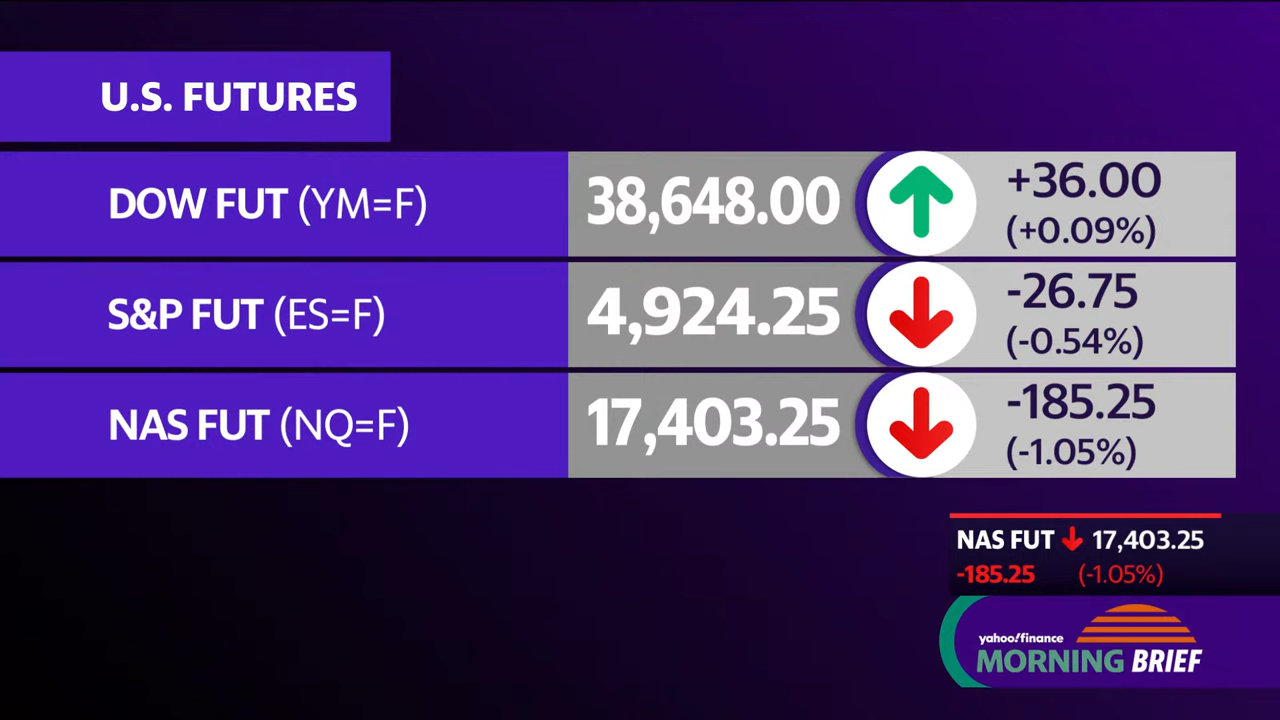 U.S. FUTURES
DOW FUT (YM=F) 38,648.00 +36.00
(+0.09%)
S&P FUT (ES=F) 4,924.25 -26.75
(-0.54%)
NAS FUT (NQ=F) 17,403.25 -185.25
(-1.05%)
NAS FUT 17,403.25
-185.25 (-1.05%)
yahoo!finance
MORNING BRIEF